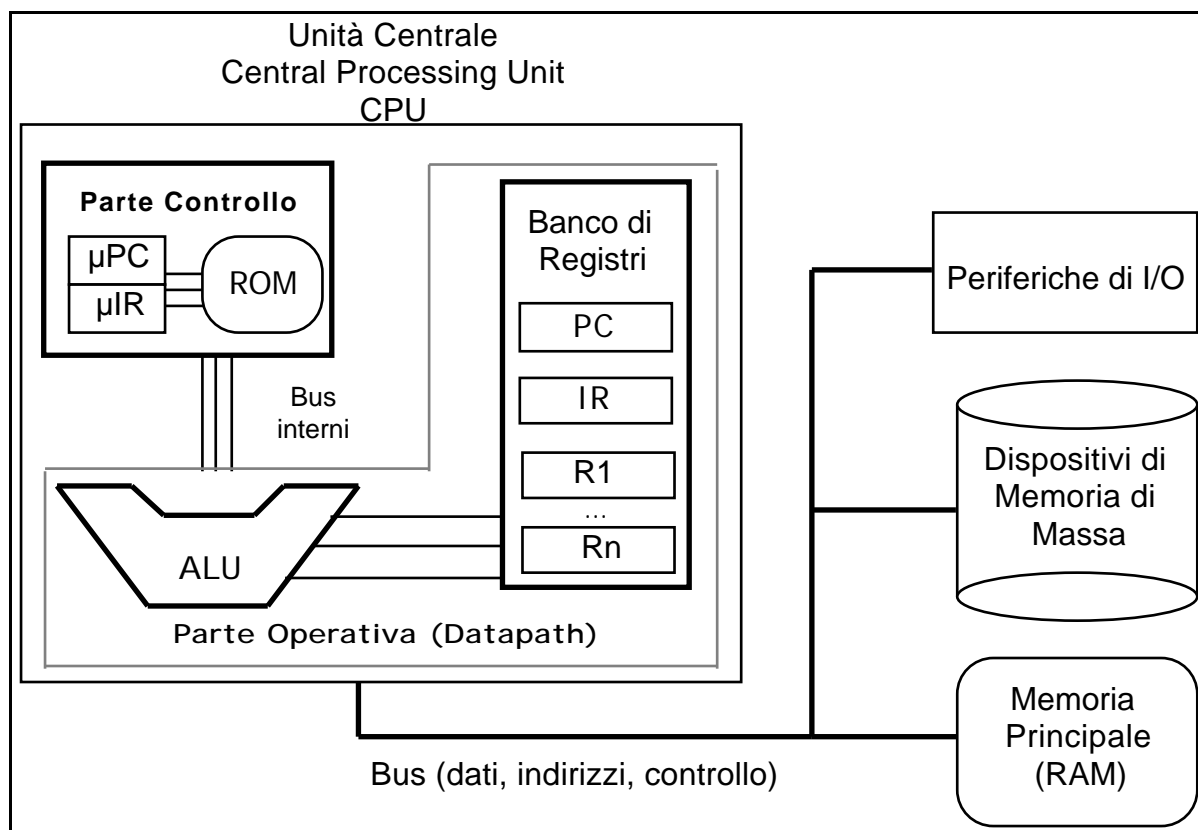 Unità Centrale
Central Processing Unit
CPU
Parte Controllo
µPC
µIR
ROM
Bus
interni
Banco di
Registri
PC
IR
R1
...
Rn
ALU
Parte Operativa (Datapath)
Periferiche di I/O
Dispositivi di
Memoria di
Massa
Memoria
Principale
(RAM)
Bus (dati, indirizzi, controllo)